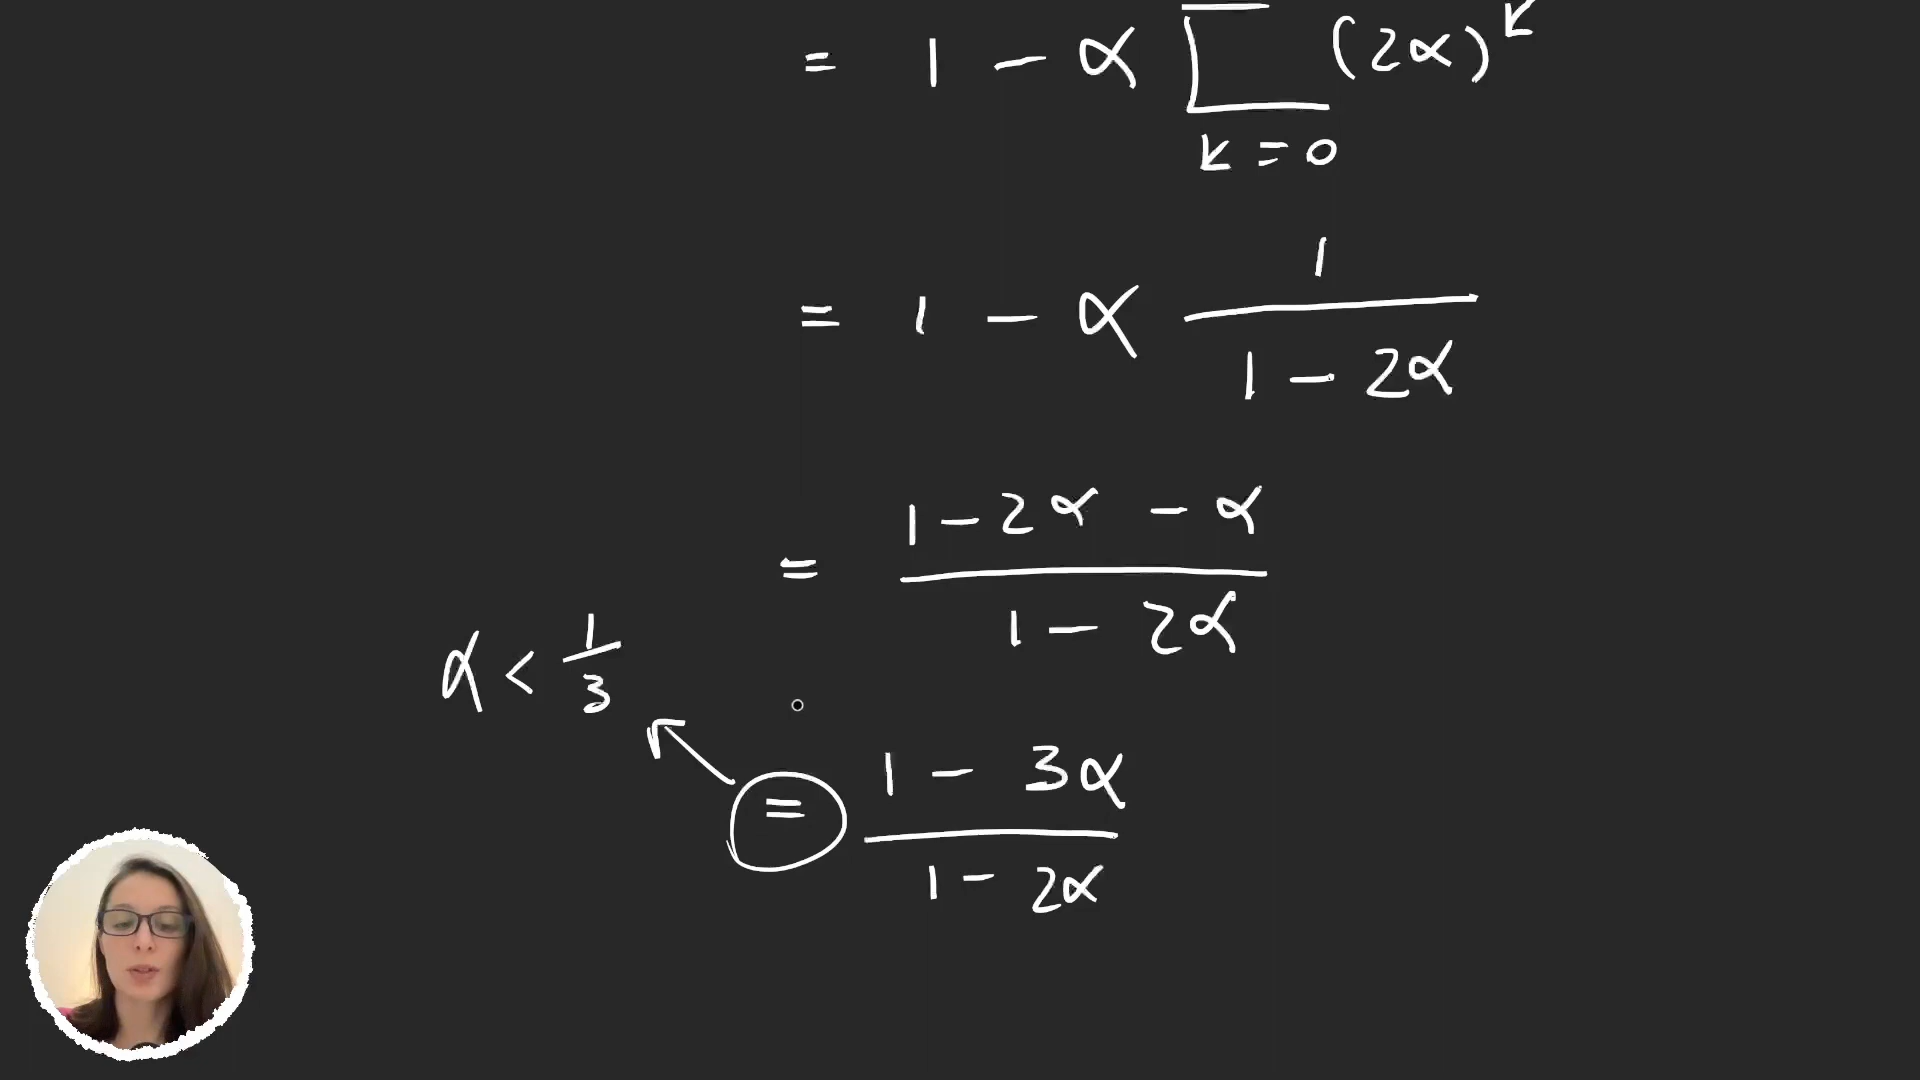 = 1 - α ∑ (2α)^k
k = 0
= 1 - α 1/(1 - 2α)
= (1 - 2α - α)/(1 - 2α)
α < 1/3
= (1 - 3α)/(1 - 2α)